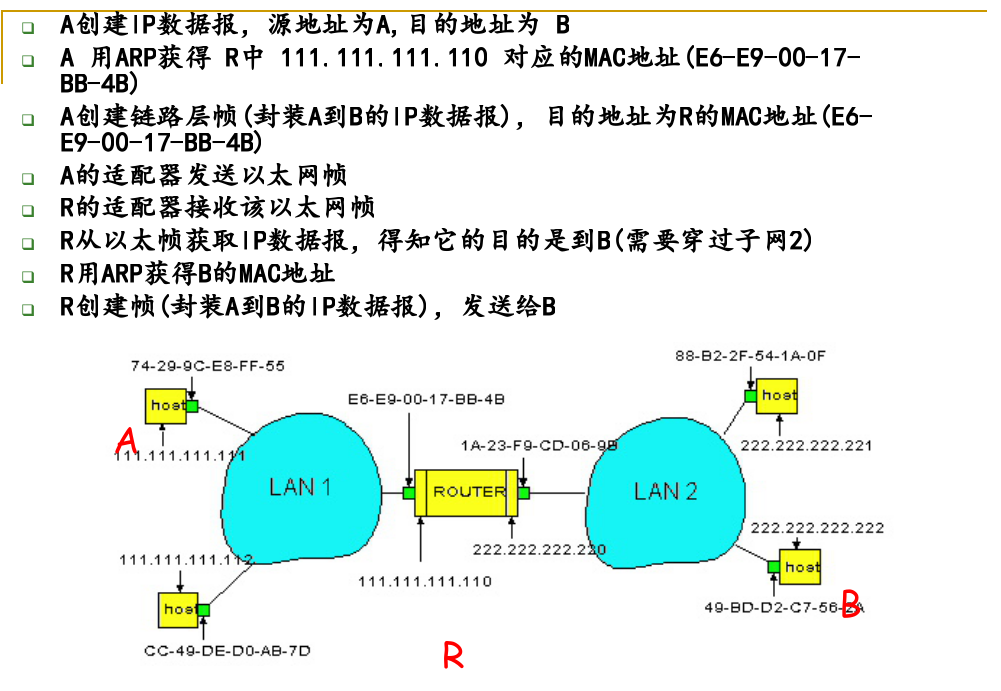 A创建IP数据报, 源地址为A,目的地址为 B
A 用ARP获得 R中 111.111.111.110 对应的MAC地址(E6-E9-00-17-
BB-4B)
A创建链路层帧(封装A到B的IP数据报), 目的地址为R的MAC地址(E6-
E9-00-17-BB-4B)
A的适配器发送以太网帧
R的适配器接收该以太网帧
R从以太帧获取IP数据报, 得知它的目的是到B(需要穿过子网2)
R用ARP获得B的MAC地址
R创建帧(封装A到B的IP数据报), 发送给B
88-B2-2F-54-1A-0F
74-29-9C-E8-FF-55
host
E6-E9-00-17-BB-4B
host
A
111.111.111.111
1A-23-F9-CD-06-9B
222.222.222.221
LAN 1
ROUTER
LAN 2
222.222.222.222
222.222.222.220
111.111.111.112
host
111.111.111.110
host
49-BD-D2-C7-56-2A
B
CC-49-DE-D0-AB-7D
R